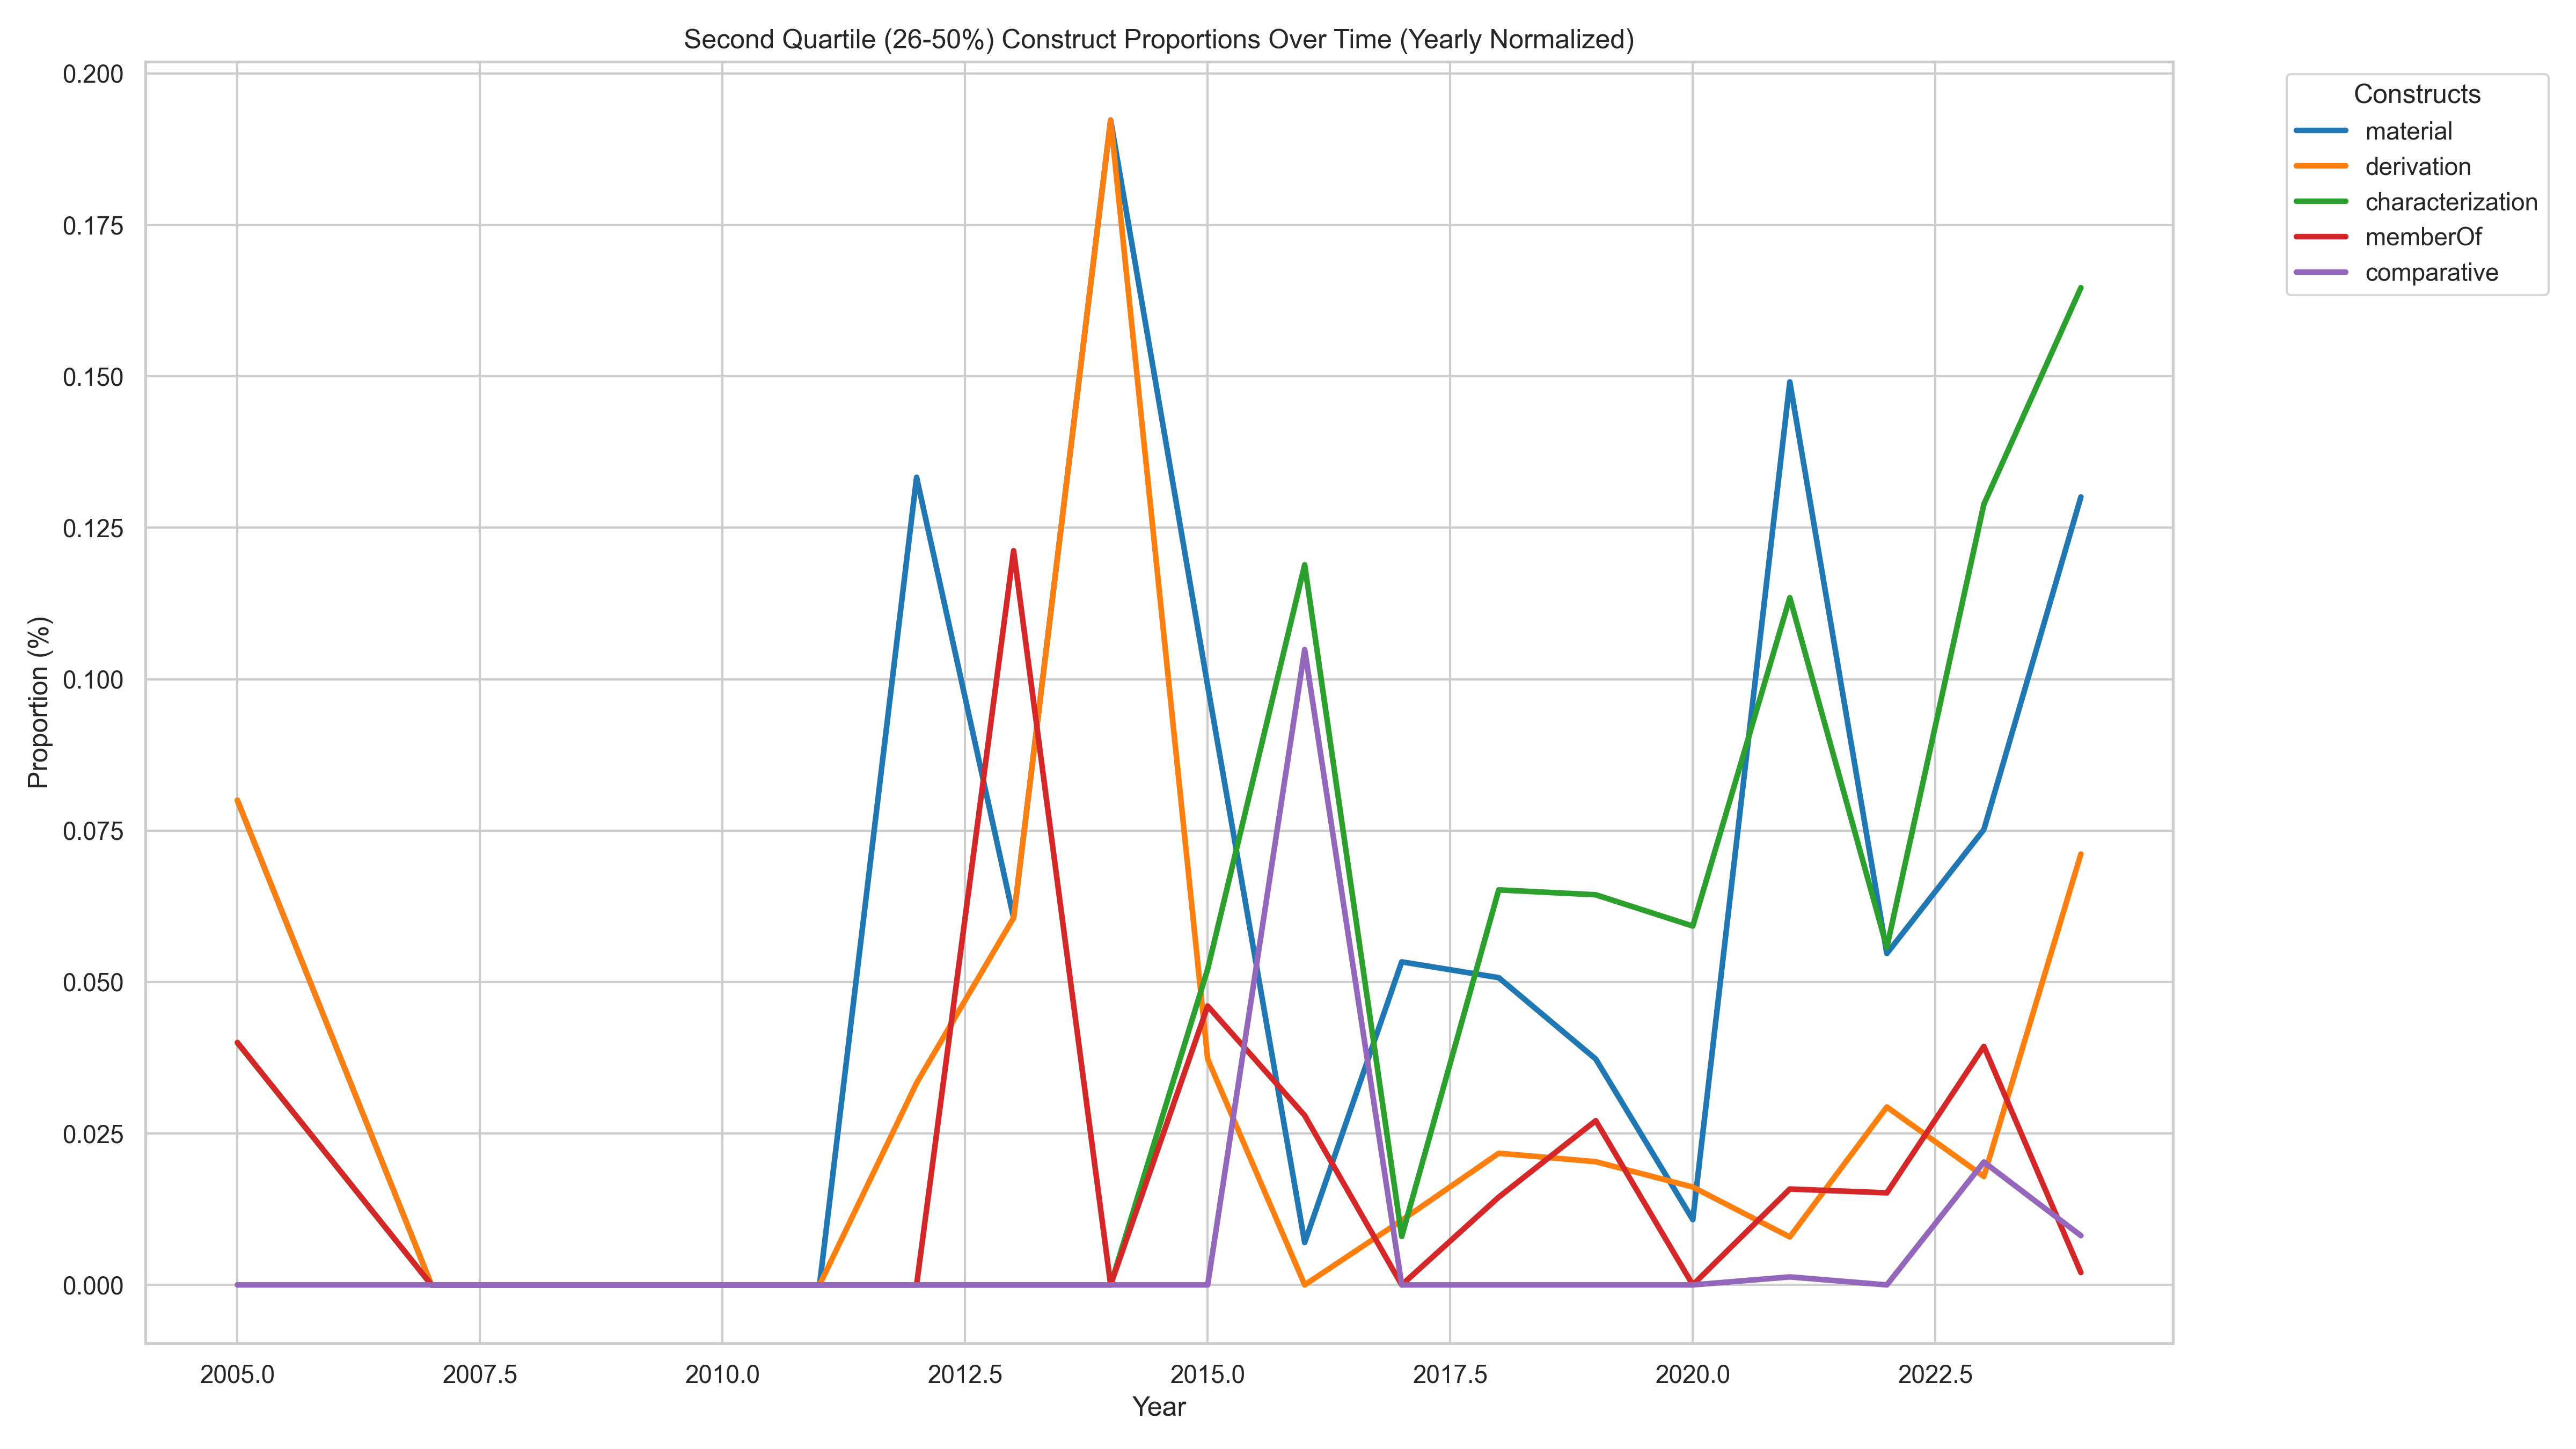 Second Quartile (26-50%) Construct Proportions Over Time (Yearly Normalized)
0.200
0.175
0.150
0.125
0.100
0.075
0.050
0.025
0.000
Proportion (%)
2005.0 2007.5 2010.0 2012.5 2015.0 2017.5 2020.0 2022.5
Year
Constructs
material
derivation
characterization
memberOf
comparative